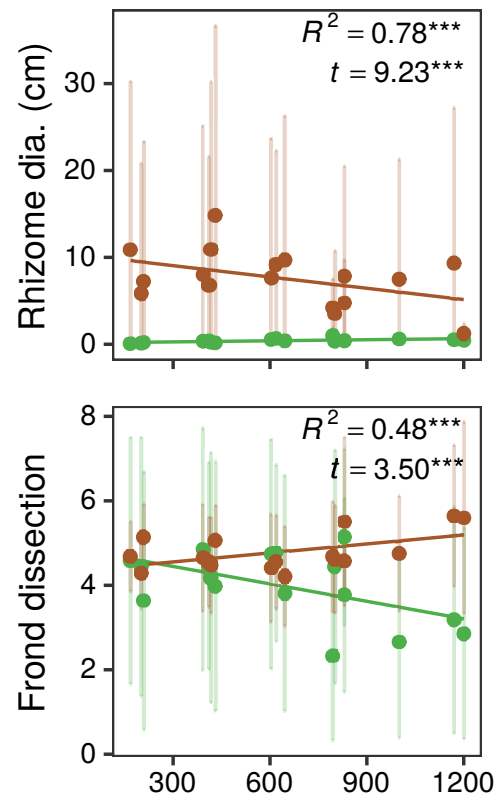 Rhizome dia. (cm)
R² = 0.78***
t = 9.23***
30
20
10
0
Frond dissection
R² = 0.48***
t = 3.50***
8
6
4
2
0
300 600 900 1200